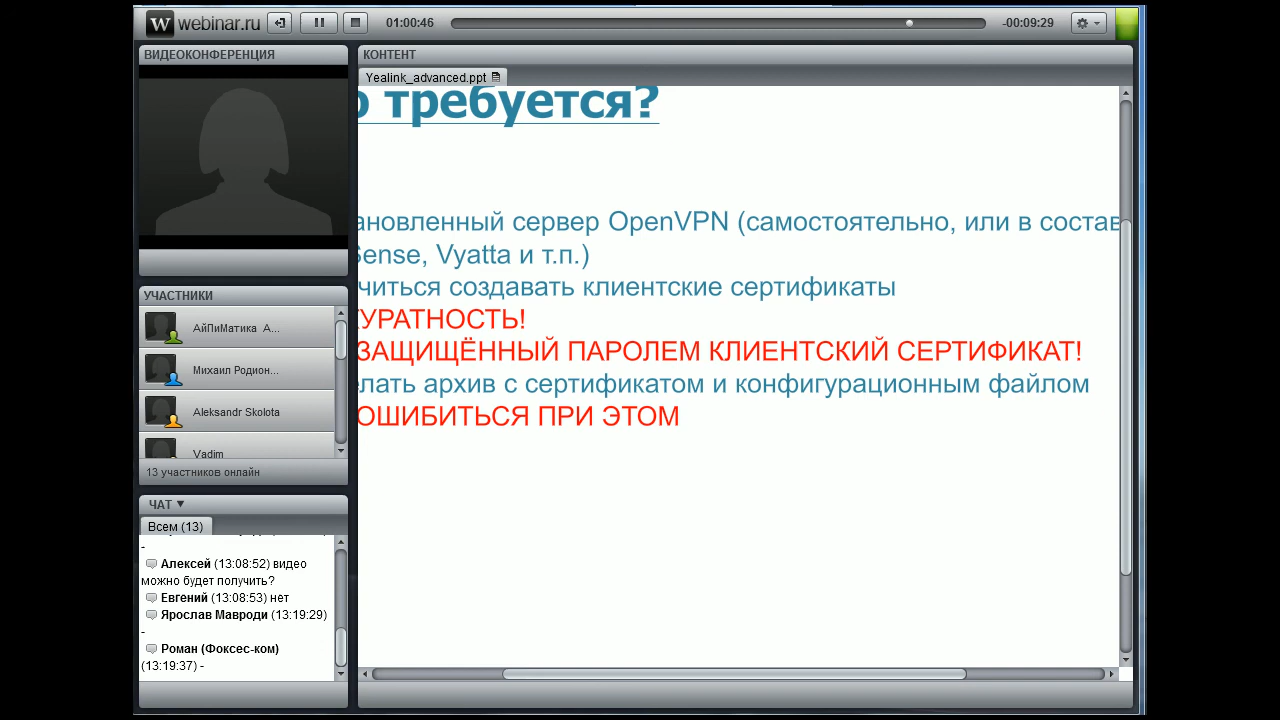 W webinar.ru
01:00:46
-00:09:29
ВИДЕОКОНФЕРЕНЦИЯ
УЧАСТНИКИ
АйПиМатика А...
Михаил Родион...
Aleksandr Skolota
Vadim
13 участников онлайн
ЧАТ
Всем (13)
-
Алексей (13:08:52) видео
можно будет получить?
Евгений (13:08:53) нет
Ярослав Мавроди (13:19:29)
-
Роман (Фоксес-ком)
(13:19:37) -
КОНТЕНТ
Yealink_advanced.ppt
о требуется?
ановленный сервер OpenVPN (самостоятельно, или в состав
Sense, Vyatta и т.п.)
читься создавать клиентские сертификаты
КУРАТНОСТЬ!
ЗАЩИЩЁННЫЙ ПАРОЛЕМ КЛИЕНТСКИЙ СЕРТИФИКАТ!
елать архив с сертификатом и конфигурационным файлом
ОШИБИТЬСЯ ПРИ ЭТОМ